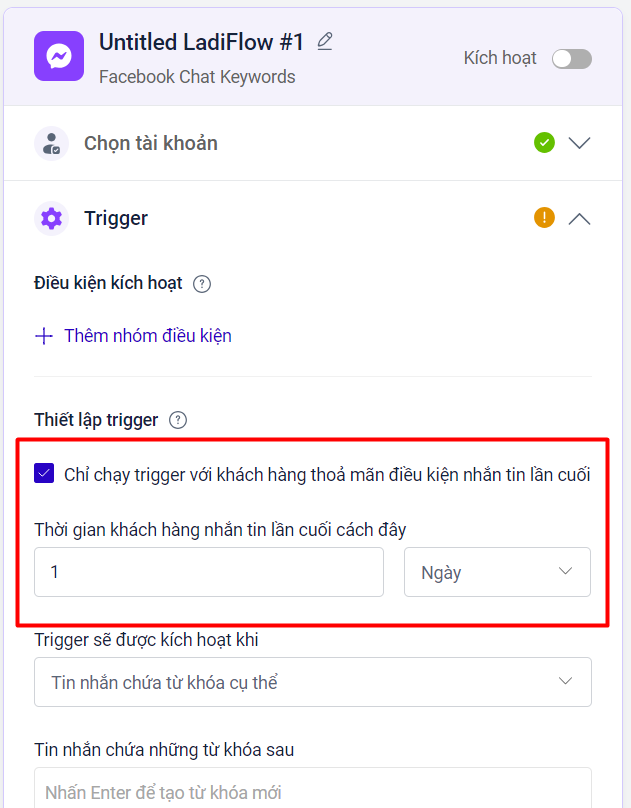 Untitled LadiFlow #1
Facebook Chat Keywords
Kích hoạt
Chọn tài khoản
Trigger
Điều kiện kích hoạt
Thêm nhóm điều kiện
Thiết lập trigger
Chỉ chạy trigger với khách hàng thoả mãn điều kiện nhắn tin lần cuối
Thời gian khách hàng nhắn tin lần cuối cách đây
1
Ngày
Trigger sẽ được kích hoạt khi
Tin nhắn chứa từ khóa cụ thể
Tin nhắn chứa những từ khóa sau
Nhấn Enter để tạo từ khóa mới